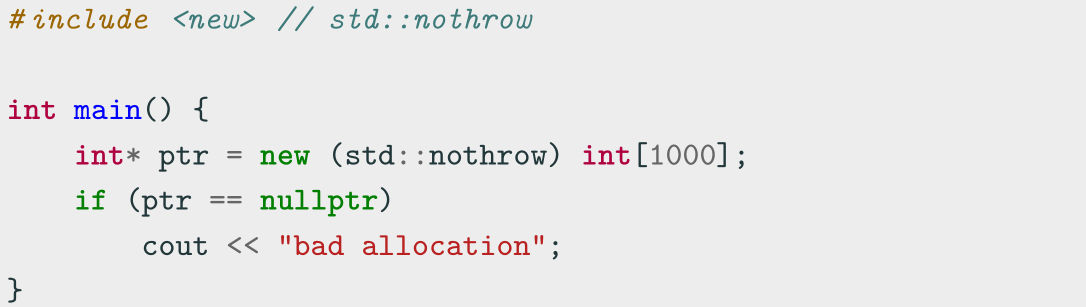 #include <new> // std::nothrow
int main() {
    int* ptr = new (std::nothrow) int[1000];
    if (ptr == nullptr)
        cout << "bad allocation";
}